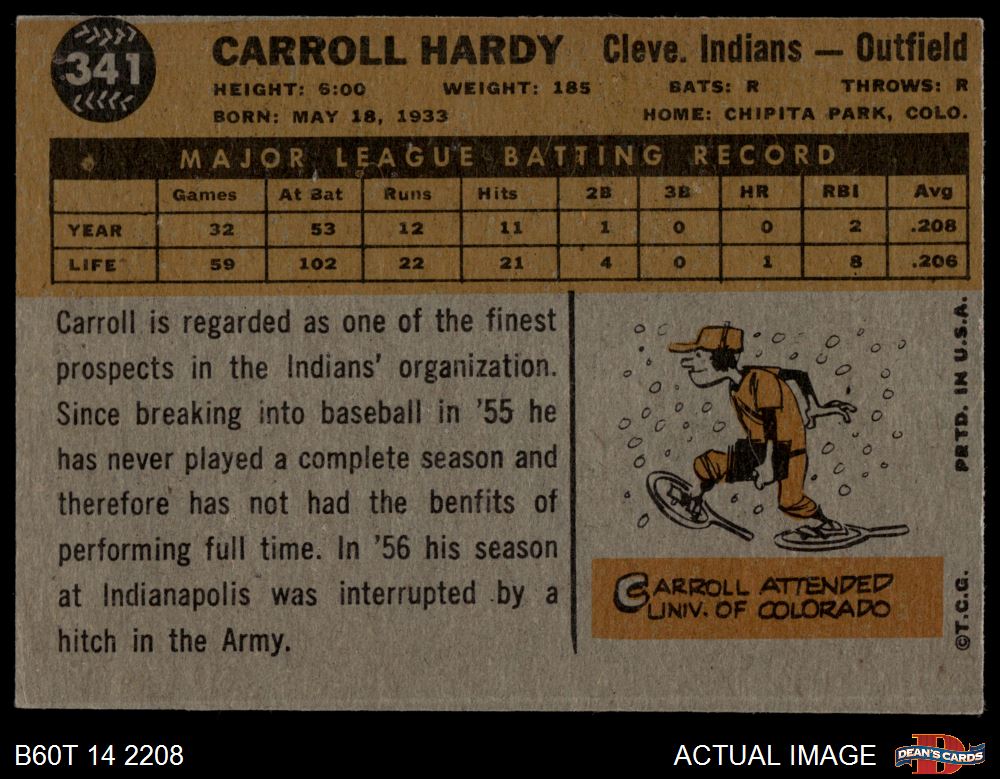 341
CARROLL HARDY Cleve. Indians — Outfield
HEIGHT: 6:00 WEIGHT: 185 BATS: R THROWS: R
BORN: MAY 18, 1933 HOME: CHIPITA PARK, COLO.
MAJOR LEAGUE BATTING RECORD
Games At Bat Runs Hits 2B 3B HR RBI Avg
YEAR 32 53 12 11 1 0 0 2 .208
LIFE 59 102 22 21 4 0 1 8 .206
Carroll is regarded as one of the finest
prospects in the Indians' organization.
Since breaking into baseball in '55 he
has never played a complete season and
therefore has not had the benfits of
performing full time. In '56 his season
at Indianapolis was interrupted by a
hitch in the Army.
CARROLL ATTENDED
UNIV. OF COLORADO
©T.C.G. PRTD. IN U.S.A.
B60T 14 2208 ACTUAL IMAGE DEAN'S CARDS